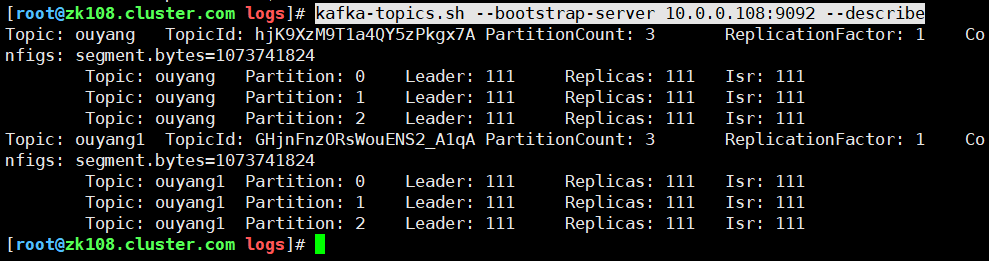 [root@zk108.cluster.com logs]# kafka-topics.sh --bootstrap-server 10.0.0.108:9092 --describe
Topic: ouyang TopicId: hjK9XzM9T1a4QY5zPkgx7A PartitionCount: 3 ReplicationFactor: 1 Co
nfigs: segment.bytes=1073741824
Topic: ouyang Partition: 0 Leader: 111 Replicas: 111 Isr: 111
Topic: ouyang Partition: 1 Leader: 111 Replicas: 111 Isr: 111
Topic: ouyang Partition: 2 Leader: 111 Replicas: 111 Isr: 111
Topic: ouyang1 TopicId: GHjnFnzORsWouENS2_A1qA PartitionCount: 3 ReplicationFactor: 1 Co
nfigs: segment.bytes=1073741824
Topic: ouyang1 Partition: 0 Leader: 111 Replicas: 111 Isr: 111
Topic: ouyang1 Partition: 1 Leader: 111 Replicas: 111 Isr: 111
Topic: ouyang1 Partition: 2 Leader: 111 Replicas: 111 Isr: 111
[root@zk108.cluster.com logs]#